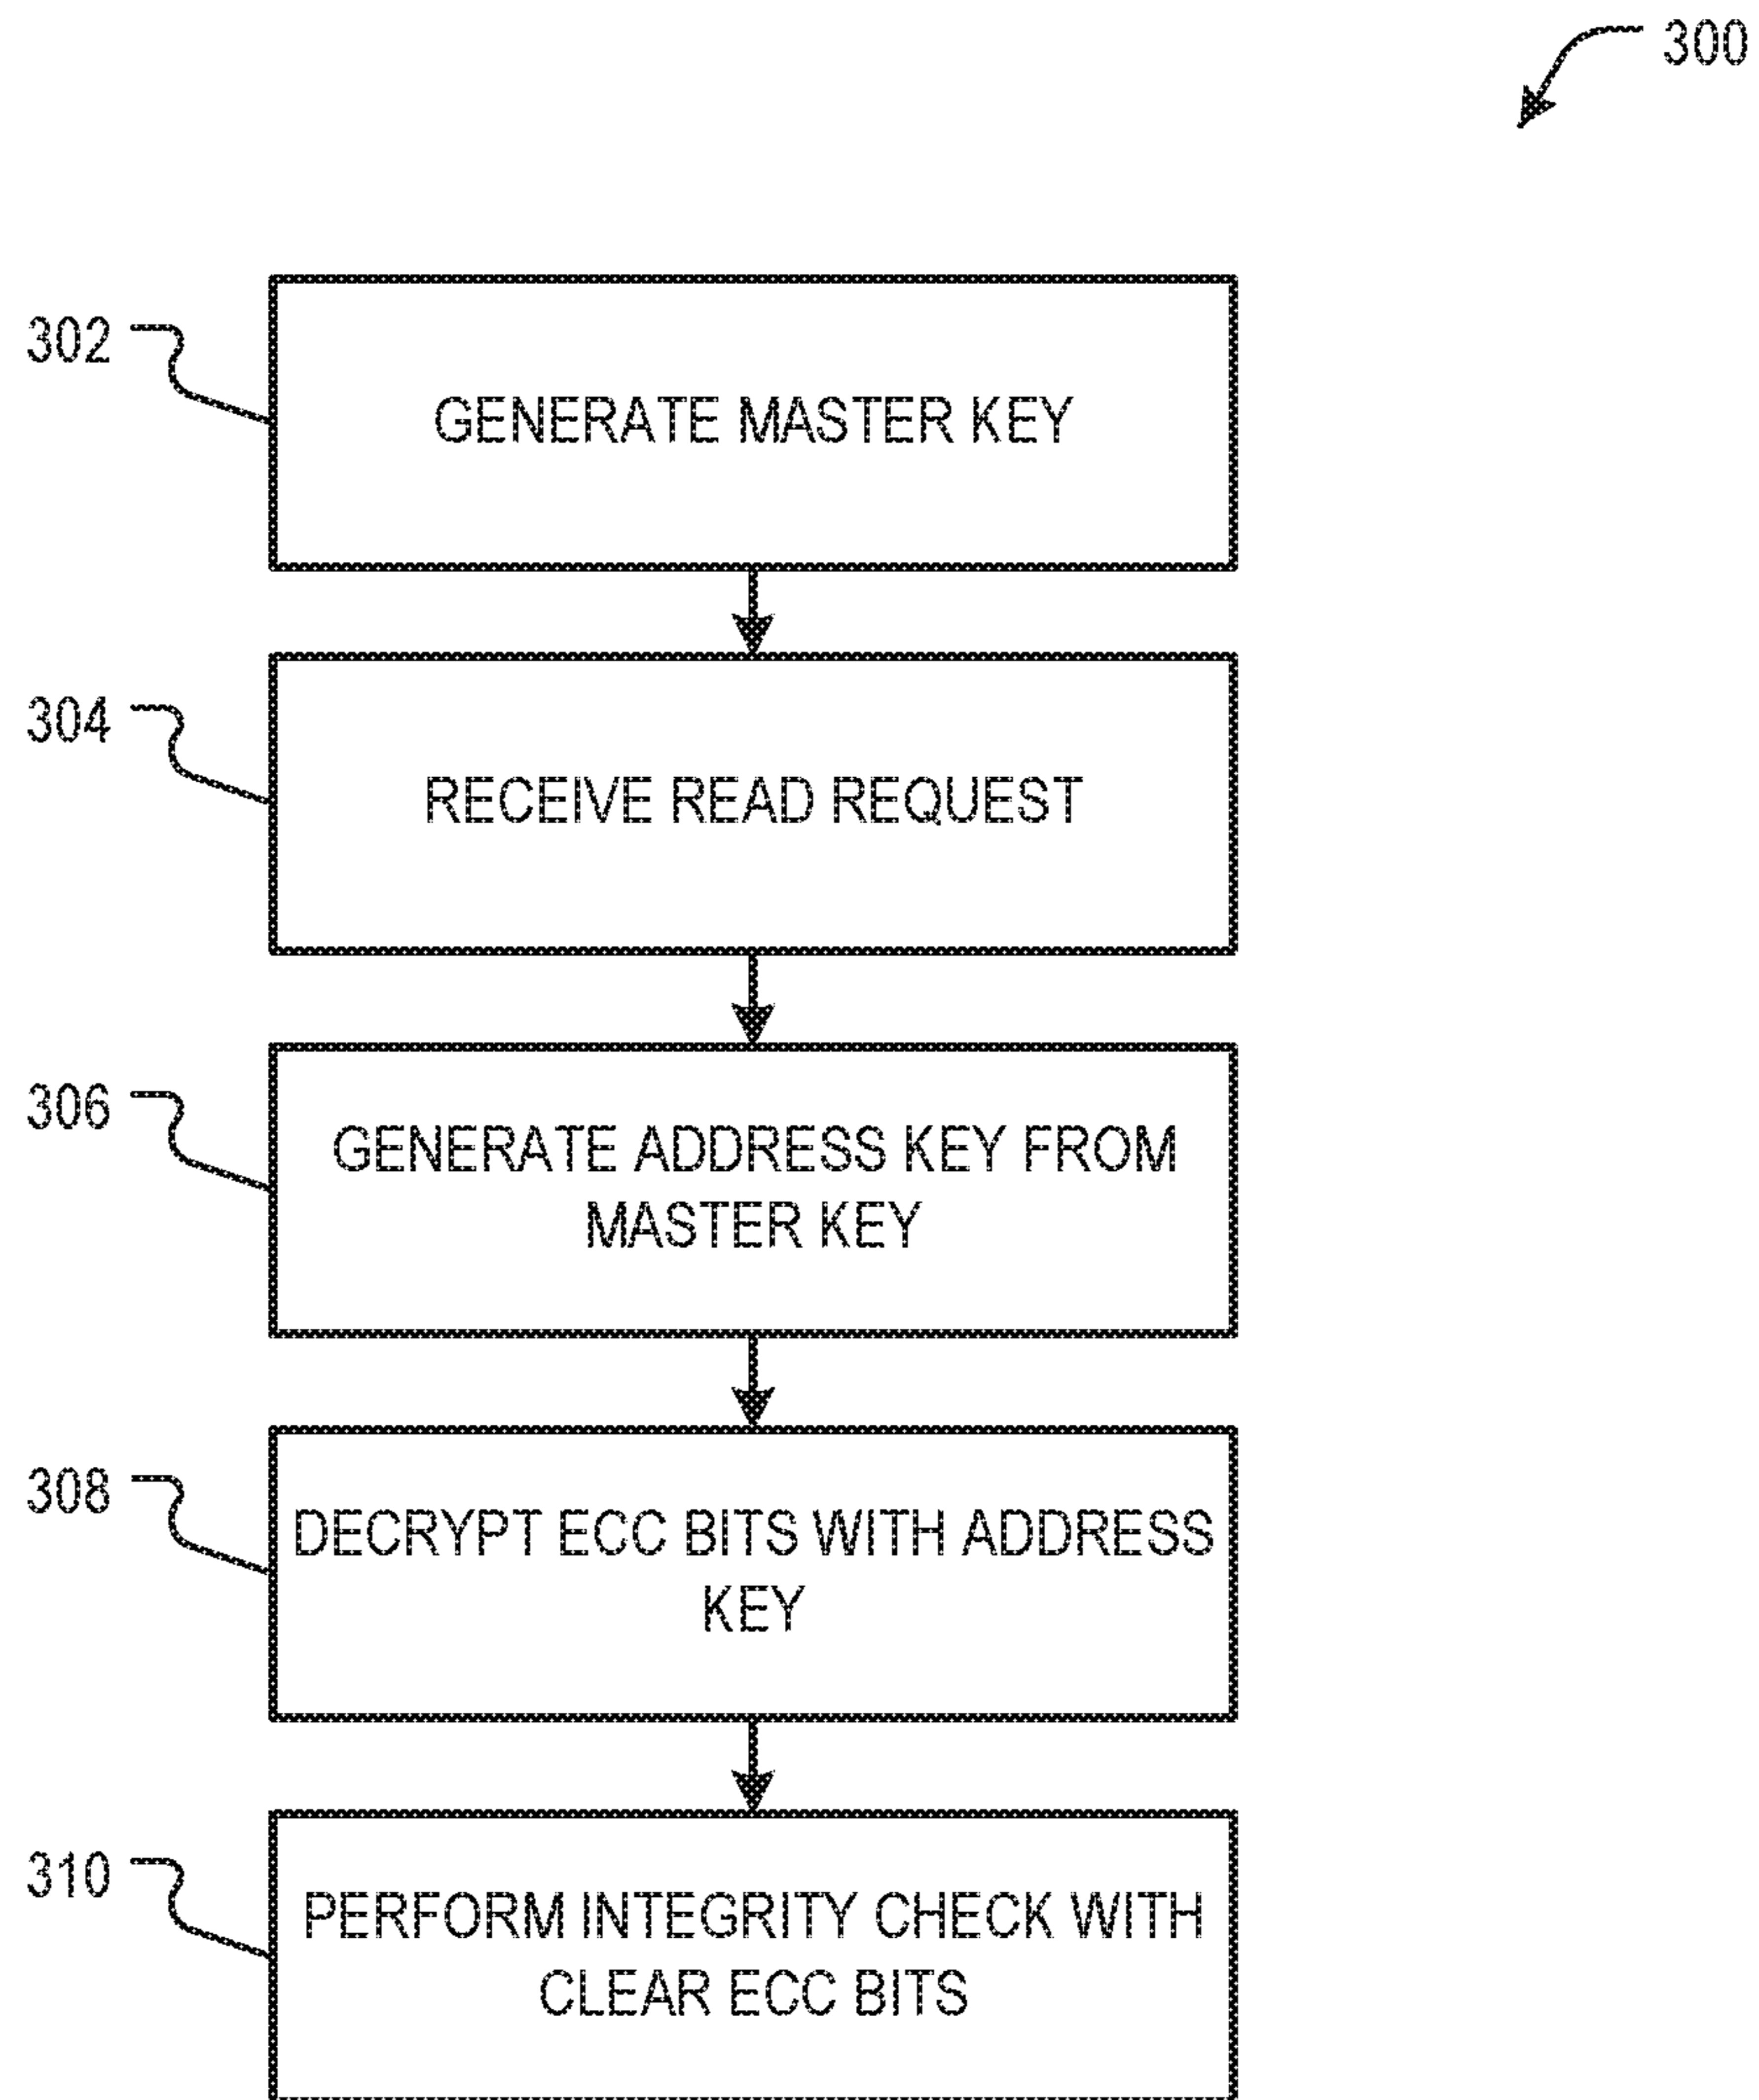 300
302
GENERATE MASTER KEY
304
RECEIVE READ REQUEST
306
GENERATE ADDRESS KEY FROM
MASTER KEY
308
DECRYPT ECC BITS WITH ADDRESS
KEY
310
PERFORM INTEGRITY CHECK WITH
CLEAR ECC BITS